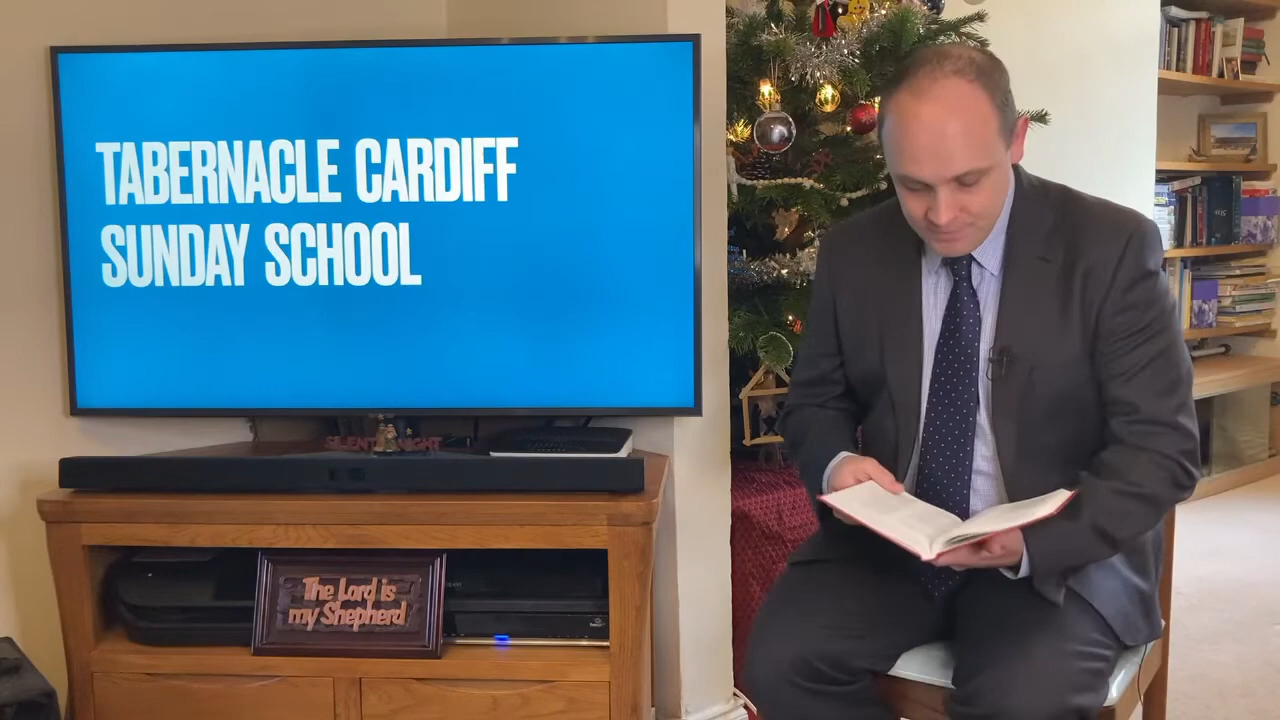 TABERNACLE CARDIFF
SUNDAY SCHOOL
SILENT NIGHT
The Lord is
my Shepherd